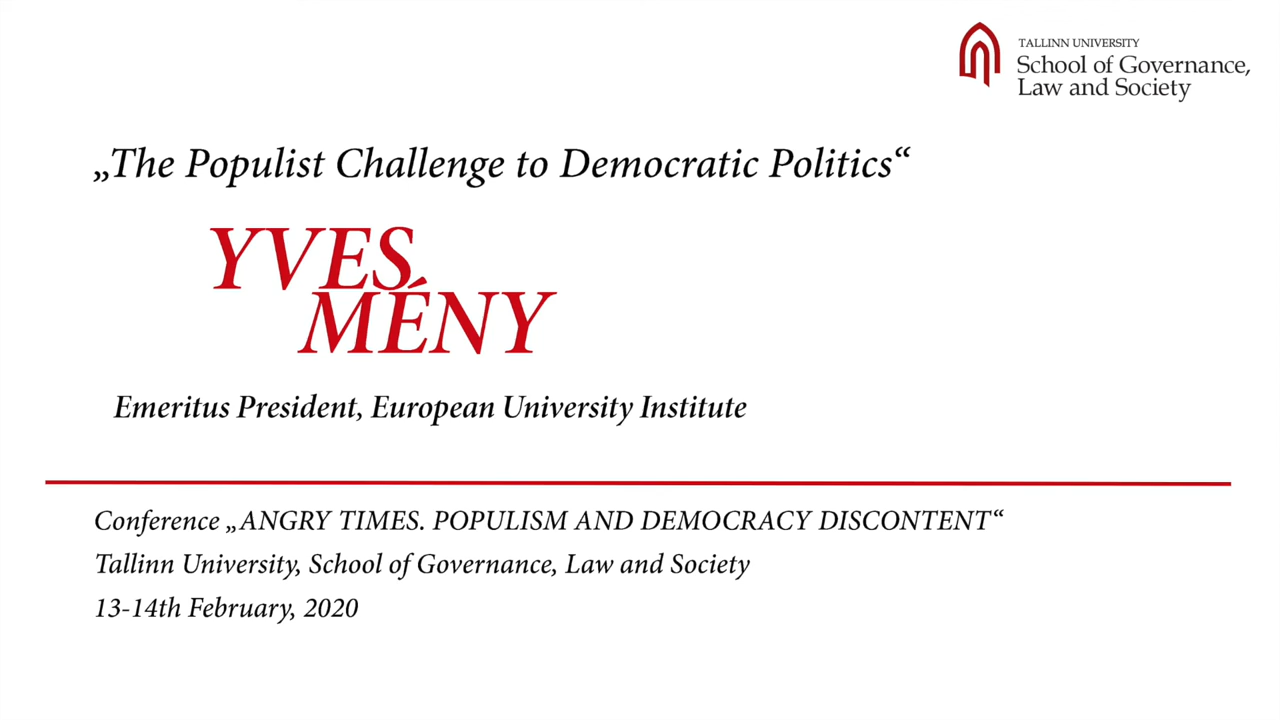 TALLINN UNIVERSITY
School of Governance,
Law and Society
„The Populist Challenge to Democratic Politics“
YVES
MÉNY
Emeritus President, European University Institute
Conference „ANGRY TIMES. POPULISM AND DEMOCRACY DISCONTENT“
Tallinn University, School of Governance, Law and Society
13-14th February, 2020